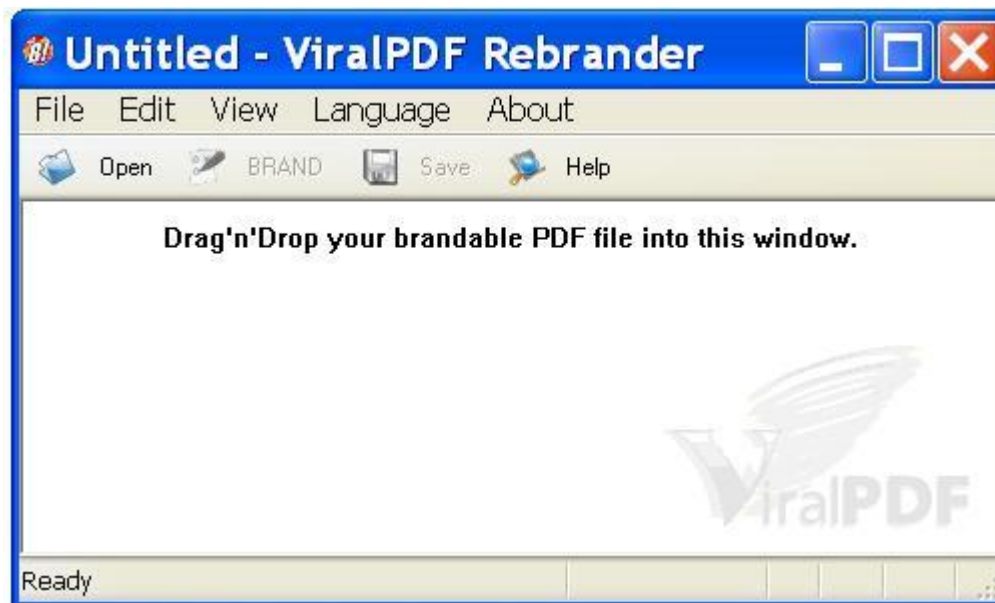 Untitled - ViralPDF Rebrander
File Edit View Language About
Open BRAND Save Help
Drag'n'Drop your brandable PDF file into this window.
ViralPDF
Ready